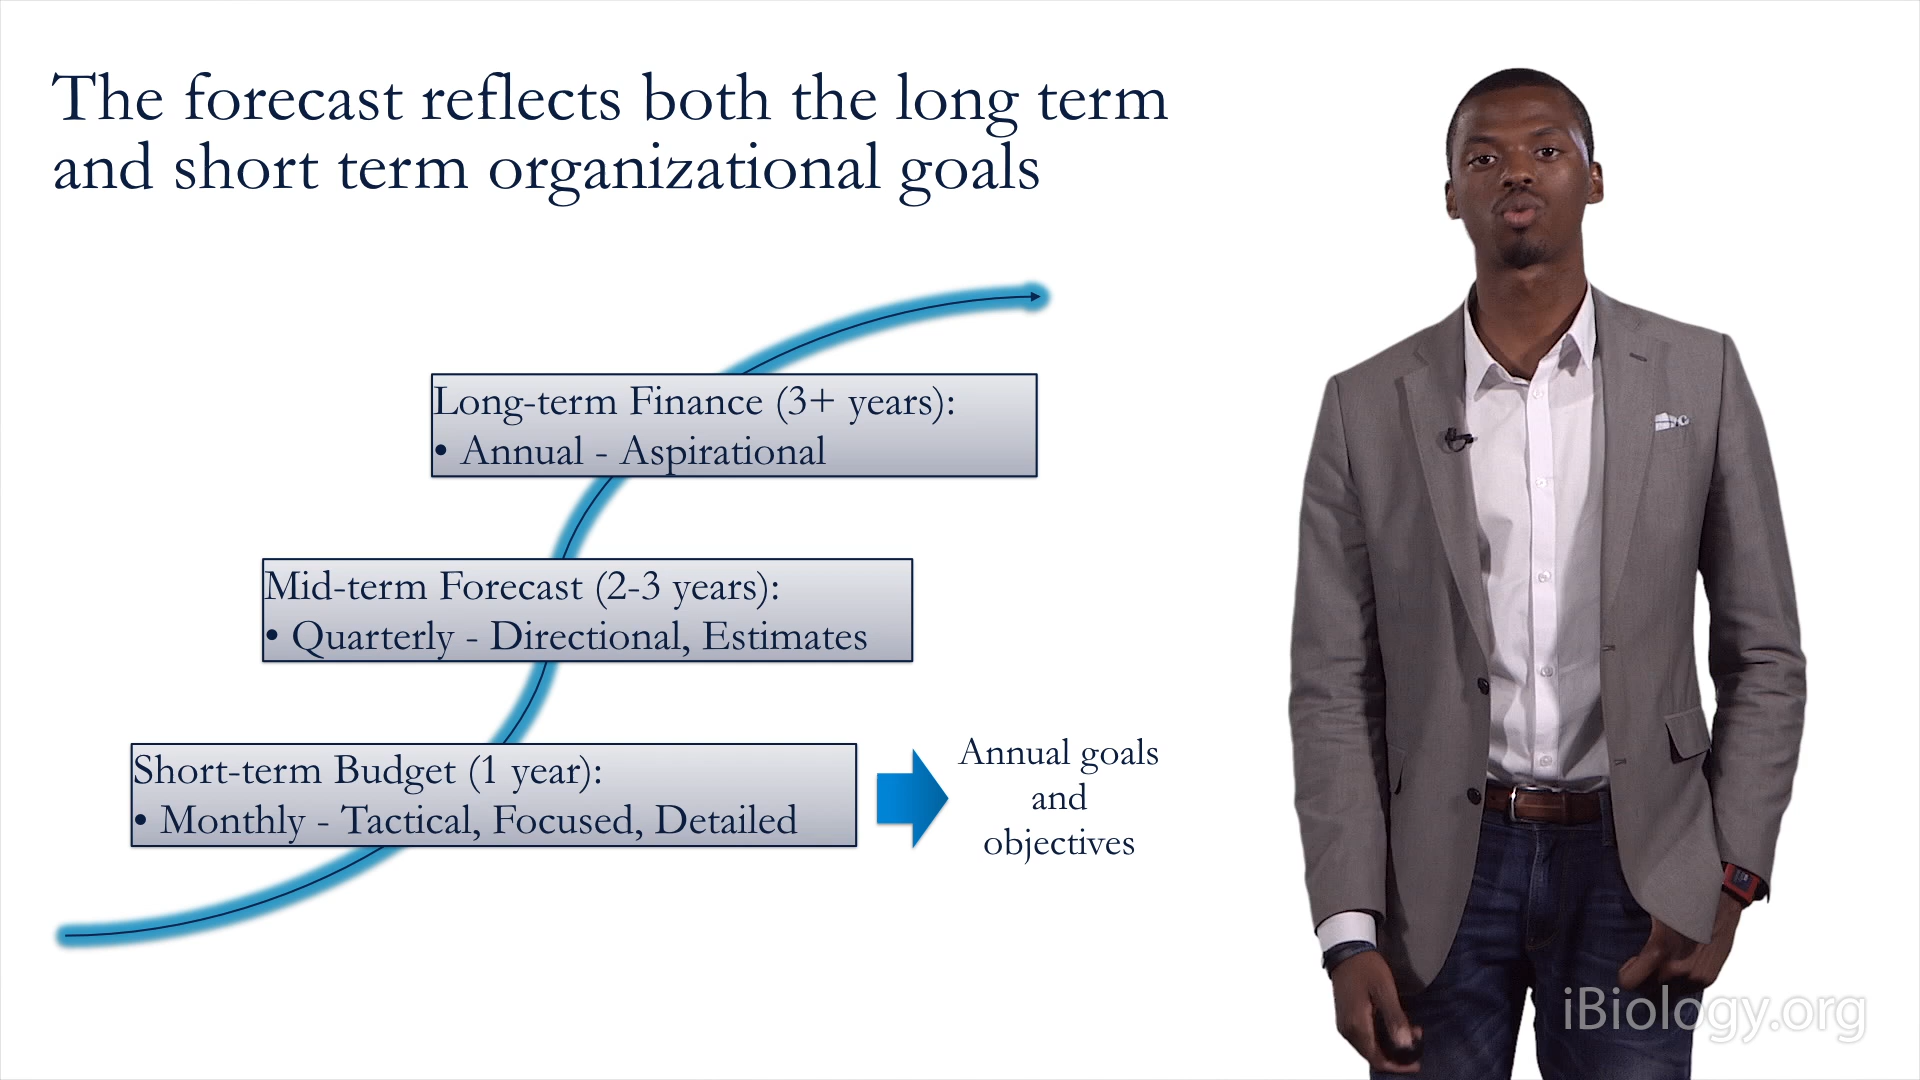 The forecast reflects both the long term
and short term organizational goals
Long-term Finance (3+ years):
• Annual - Aspirational
Mid-term Forecast (2-3 years):
• Quarterly - Directional, Estimates
Short-term Budget (1 year):
• Monthly - Tactical, Focused, Detailed
Annual goals
and
objectives
iBiology.org